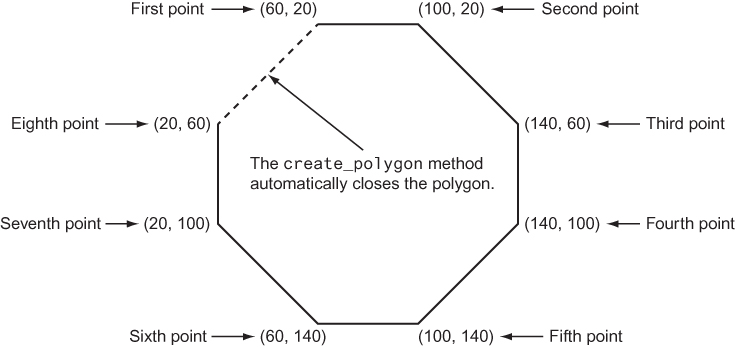 First point (60, 20) (100, 20) Second point
Eighth point (20, 60) (140, 60) Third point
The create_polygon method
automatically closes the polygon.
Seventh point (20, 100) (140, 100) Fourth point
Sixth point (60, 140) (100, 140) Fifth point